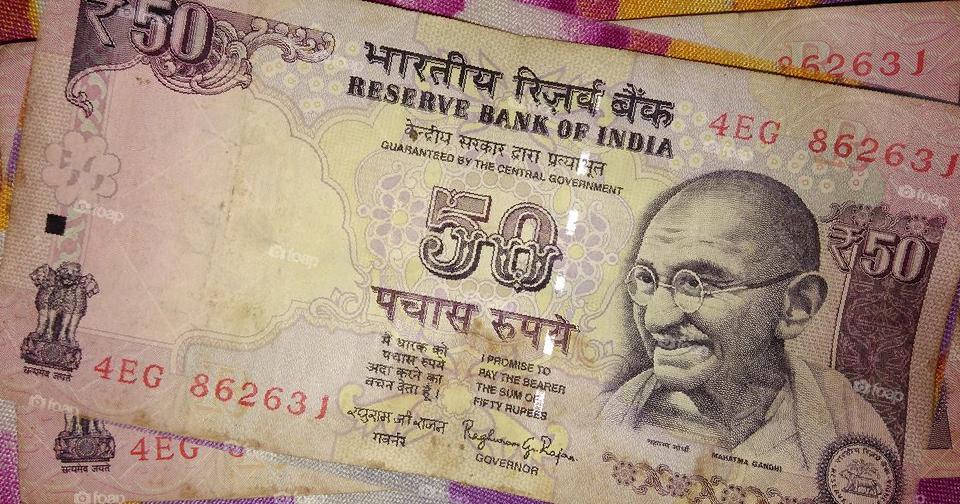 ₹50
भारतीय रिज़र्व बैंक
RESERVE BANK OF INDIA
केन्द्रीय सरकार द्वारा प्रत्याभूत
GUARANTEED BY THE CENTRAL GOVERNMENT
86263J
4EG 86263J
50
पचास रुपये
₹50
मैं धारक को
पचास रुपये
अदा करने का
वचन देता हूँ।
I PROMISE TO
PAY THE BEARER
THE SUM OF
FIFTY RUPEES
रघुराम जी राजन
गवर्नर
Raghuram G. Rajan
GOVERNOR
सत्यमेव जयते
4EG 86263J
महात्मा गांधी
MAHATMA GANDHI
सत्यमेव जयते
4EG
foap
foap
foap
foap
foap
foap
foap
foap